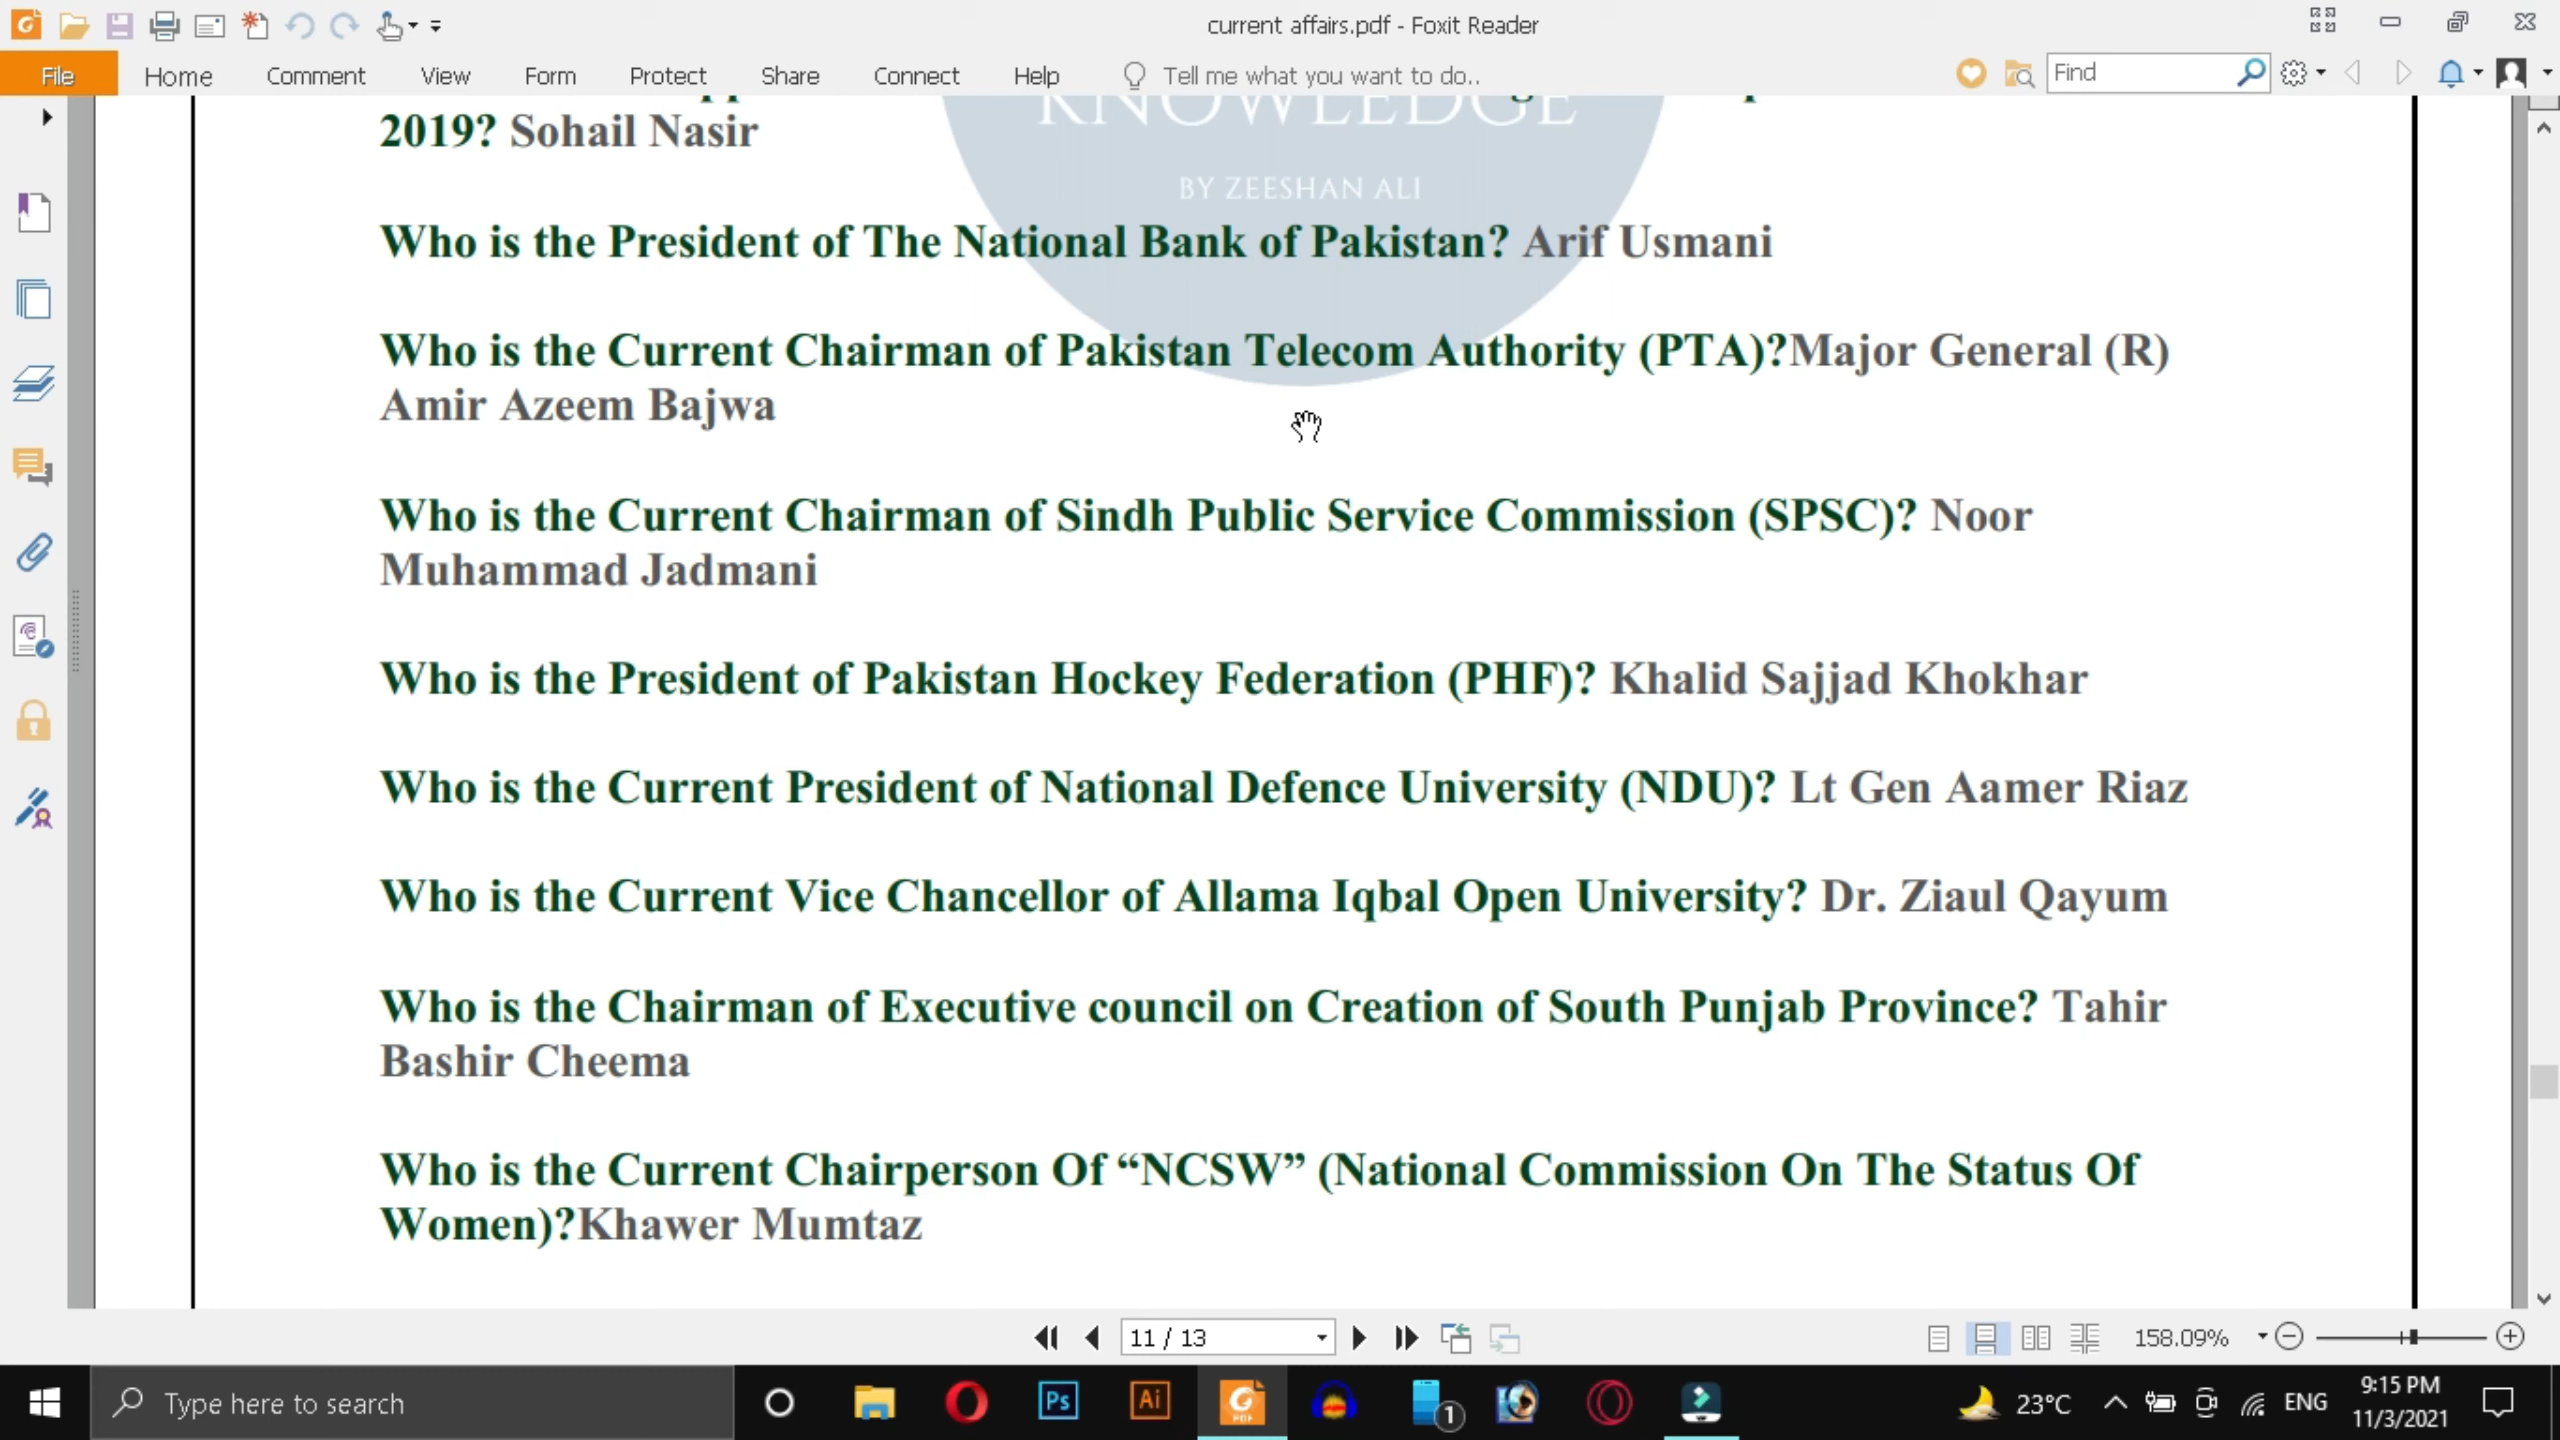 current affairs.pdf - Foxit Reader
File Home Comment View Form Protect Share Connect Help Tell me what you want to do.. Find
KNOWLEDGE
2019? Sohail Nasir
BY ZEESHAN ALI
Who is the President of The National Bank of Pakistan? Arif Usmani
Who is the Current Chairman of Pakistan Telecom Authority (PTA)?Major General (R)
Amir Azeem Bajwa
Who is the Current Chairman of Sindh Public Service Commission (SPSC)? Noor
Muhammad Jadmani
Who is the President of Pakistan Hockey Federation (PHF)? Khalid Sajjad Khokhar
Who is the Current President of National Defence University (NDU)? Lt Gen Aamer Riaz
Who is the Current Vice Chancellor of Allama Iqbal Open University? Dr. Ziaul Qayum
Who is the Chairman of Executive council on Creation of South Punjab Province? Tahir
Bashir Cheema
Who is the Current Chairperson Of “NCSW” (National Commission On The Status Of
Women)?Khawer Mumtaz
11 / 13 158.09%
Type here to search Ps Ai PDF 1 23°C ENG 9:15 PM
11/3/2021